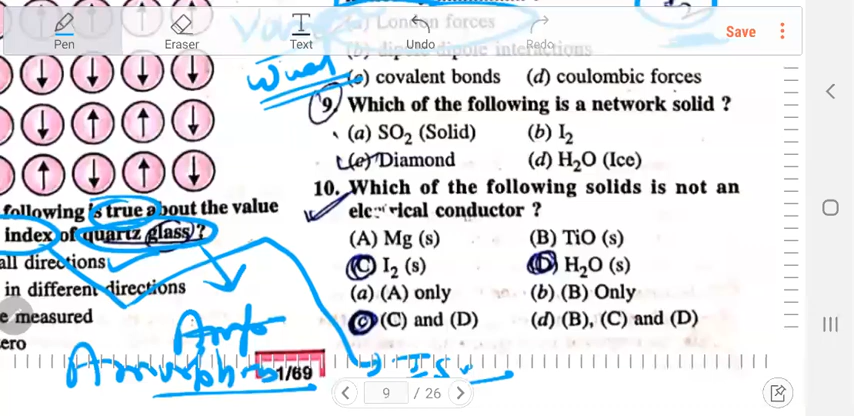 Pen
Eraser
Text
Undo
Redo
Save
(a) London forces
(b) dipole dipole interactions
(c) covalent bonds (d) coulombic forces
9. Which of the following is a network solid ?
(a) SO₂ (Solid) (b) I₂
(c) Diamond (d) H₂O (Ice)
10. Which of the following solids is not an
electrical conductor ?
(A) Mg (s) (B) TiO (s)
(C) I₂ (s) (D) H₂O (s)
(a) (A) only (b) (B) Only
(c) (C) and (D) (d) (B), (C) and (D)
following is true about the value
index of quartz glass ?
all directions
in different directions
e measured
ero
1/69
9 / 26